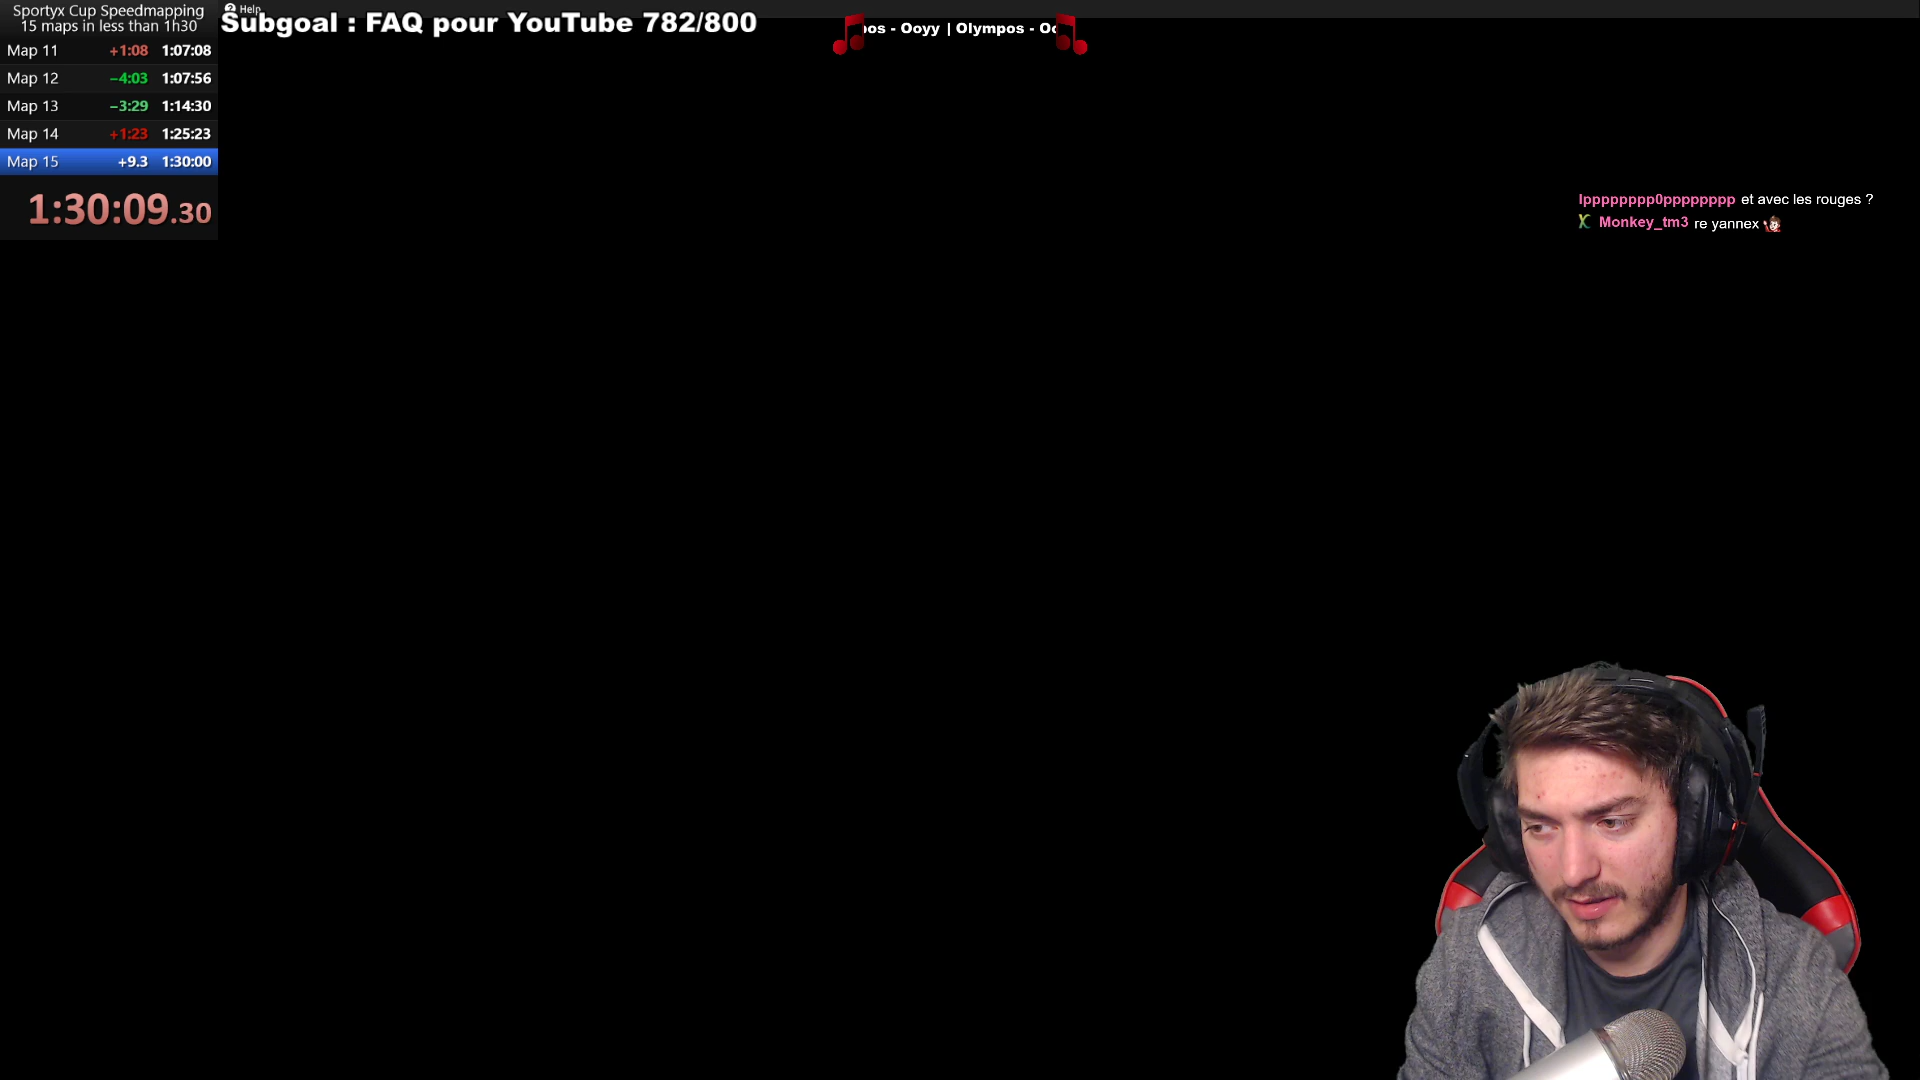 Sportyx Cup Speedmapping
15 maps in less than 1h30
Map 11 +1:08 1:07:08
Map 12 −4:03 1:07:56
Map 13 −3:29 1:14:30
Map 14 +1:23 1:25:23
Map 15 +9.3 1:30:00
1:30:09.30
Help
Subgoal : FAQ pour YouTube 782/800
pos - Ooyy | Olympos - Oo
et avec les rouges ?
Monkey_tm3 re yannex